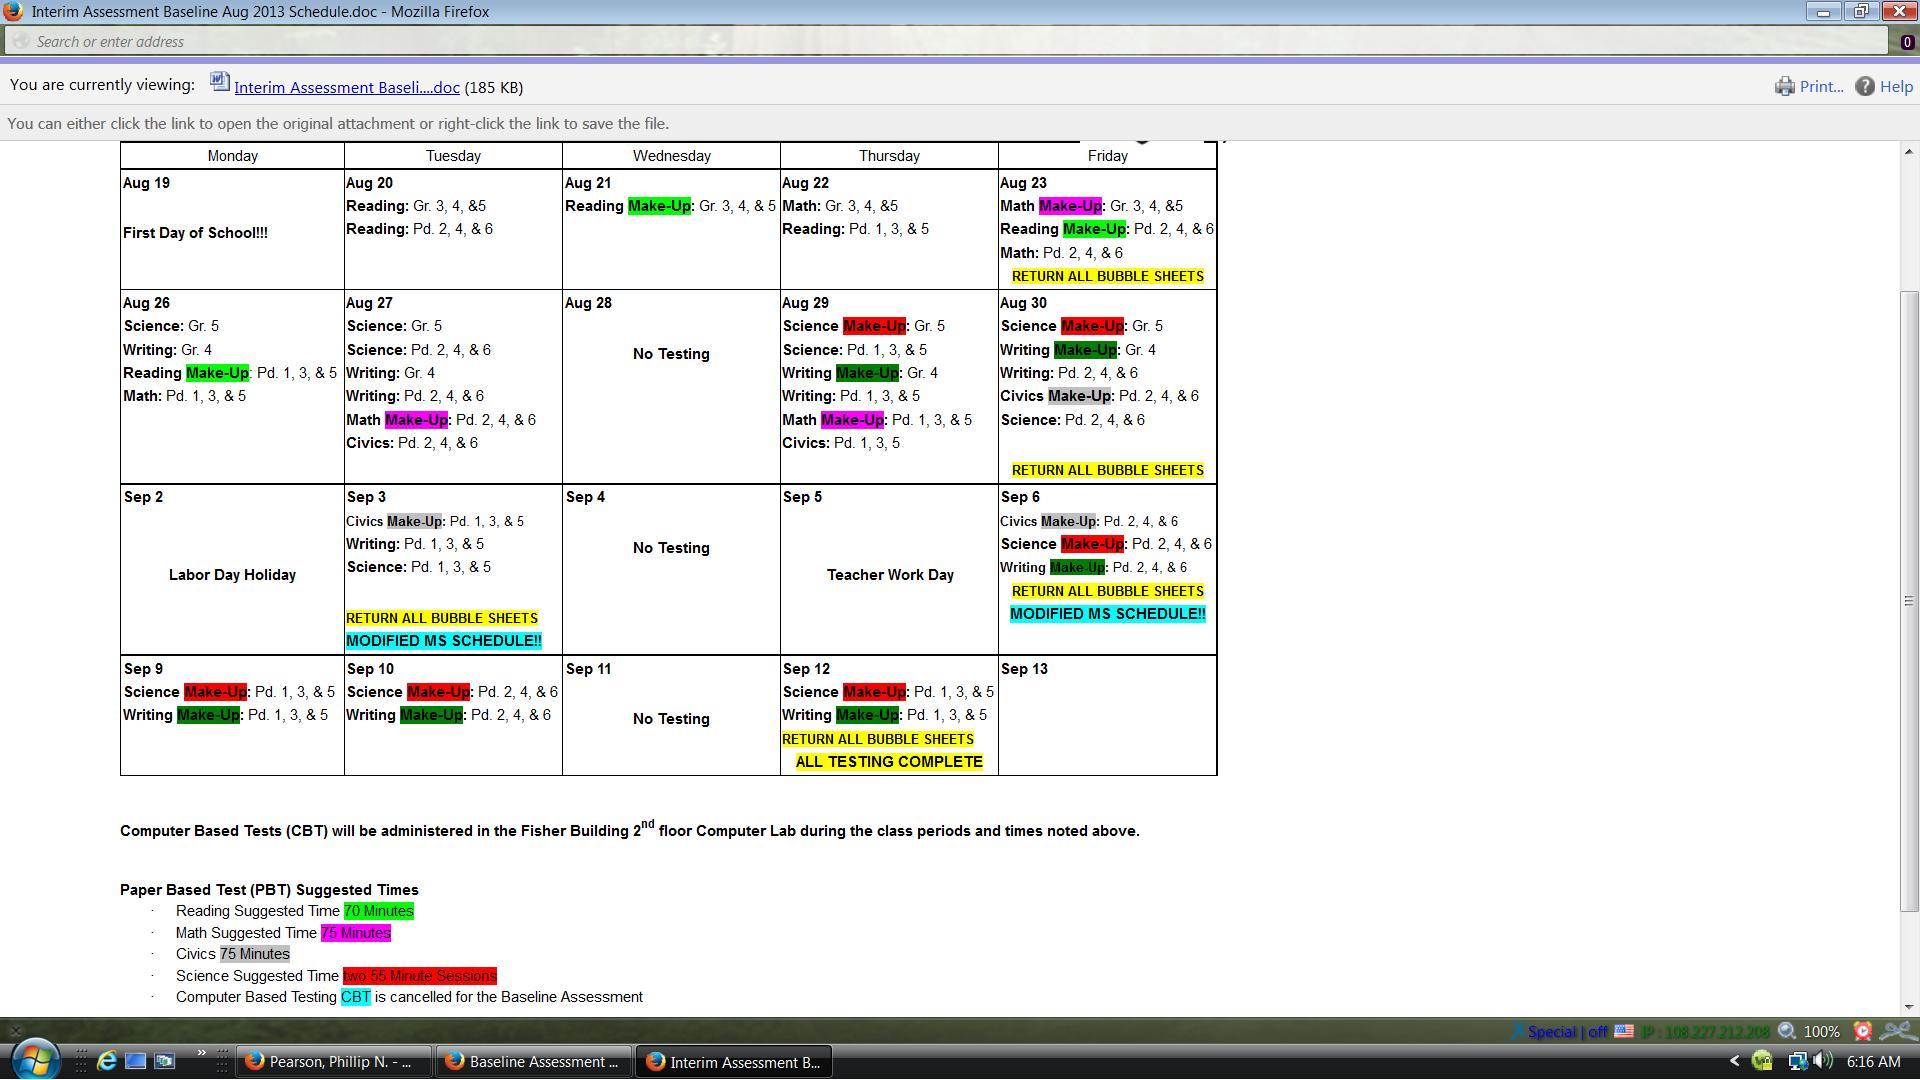 Interim Assessment Baseline Aug 2013 Schedule.doc - Mozilla Firefox
Search or enter address
0
You are currently viewing: Interim Assessment Baseli....doc (185 KB)
Print... Help
You can either click the link to open the original attachment or right-click the link to save the file.
Monday Tuesday Wednesday Thursday Friday
Aug 19
First Day of School!!!
Aug 20
Reading: Gr. 3, 4, &5
Reading: Pd. 2, 4, & 6
Aug 21
Reading Make-Up: Gr. 3, 4, & 5
Aug 22
Math: Gr. 3, 4, &5
Reading: Pd. 1, 3, & 5
Aug 23
Math Make-Up: Gr. 3, 4, &5
Reading Make-Up: Pd. 2, 4, & 6
Math: Pd. 2, 4, & 6
RETURN ALL BUBBLE SHEETS
Aug 26
Science: Gr. 5
Writing: Gr. 4
Reading Make-Up: Pd. 1, 3, & 5
Math: Pd. 1, 3, & 5
Aug 27
Science: Gr. 5
Science: Pd. 2, 4, & 6
Writing: Gr. 4
Writing: Pd. 2, 4, & 6
Math Make-Up: Pd. 2, 4, & 6
Civics: Pd. 2, 4, & 6
Aug 28
No Testing
Aug 29
Science Make-Up: Gr. 5
Science: Pd. 1, 3, & 5
Writing Make-Up: Gr. 4
Writing: Pd. 1, 3, & 5
Math Make-Up: Pd. 1, 3, & 5
Civics: Pd. 1, 3, 5
Aug 30
Science Make-Up: Gr. 5
Writing Make-Up: Gr. 4
Writing: Pd. 2, 4, & 6
Civics Make-Up: Pd. 2, 4, & 6
Science: Pd. 2, 4, & 6
RETURN ALL BUBBLE SHEETS
Sep 2
Labor Day Holiday
Sep 3
Civics Make-Up: Pd. 1, 3, & 5
Writing: Pd. 1, 3, & 5
Science: Pd. 1, 3, & 5
RETURN ALL BUBBLE SHEETS
MODIFIED MS SCHEDULE!!
Sep 4
No Testing
Sep 5
Teacher Work Day
Sep 6
Civics Make-Up: Pd. 2, 4, & 6
Science Make-Up: Pd. 2, 4, & 6
Writing Make-Up: Pd. 2, 4, & 6
RETURN ALL BUBBLE SHEETS
MODIFIED MS SCHEDULE!!
Sep 9
Science Make-Up: Pd. 1, 3, & 5
Writing Make-Up: Pd. 1, 3, & 5
Sep 10
Science Make-Up: Pd. 2, 4, & 6
Writing Make-Up: Pd. 2, 4, & 6
Sep 11
No Testing
Sep 12
Science Make-Up: Pd. 1, 3, & 5
Writing Make-Up: Pd. 1, 3, & 5
RETURN ALL BUBBLE SHEETS
ALL TESTING COMPLETE
Sep 13
Computer Based Tests (CBT) will be administered in the Fisher Building 2nd floor Computer Lab during the class periods and times noted above.
Paper Based Test (PBT) Suggested Times
· Reading Suggested Time 70 Minutes
· Math Suggested Time 75 Minutes
· Civics 75 Minutes
· Science Suggested Time two 55 Minute Sessions
· Computer Based Testing CBT is cancelled for the Baseline Assessment
Special | off IP : 108.227.212.208 100%
Pearson, Phillip N. - ... Baseline Assessment ... Interim Assessment B... 6:16 AM